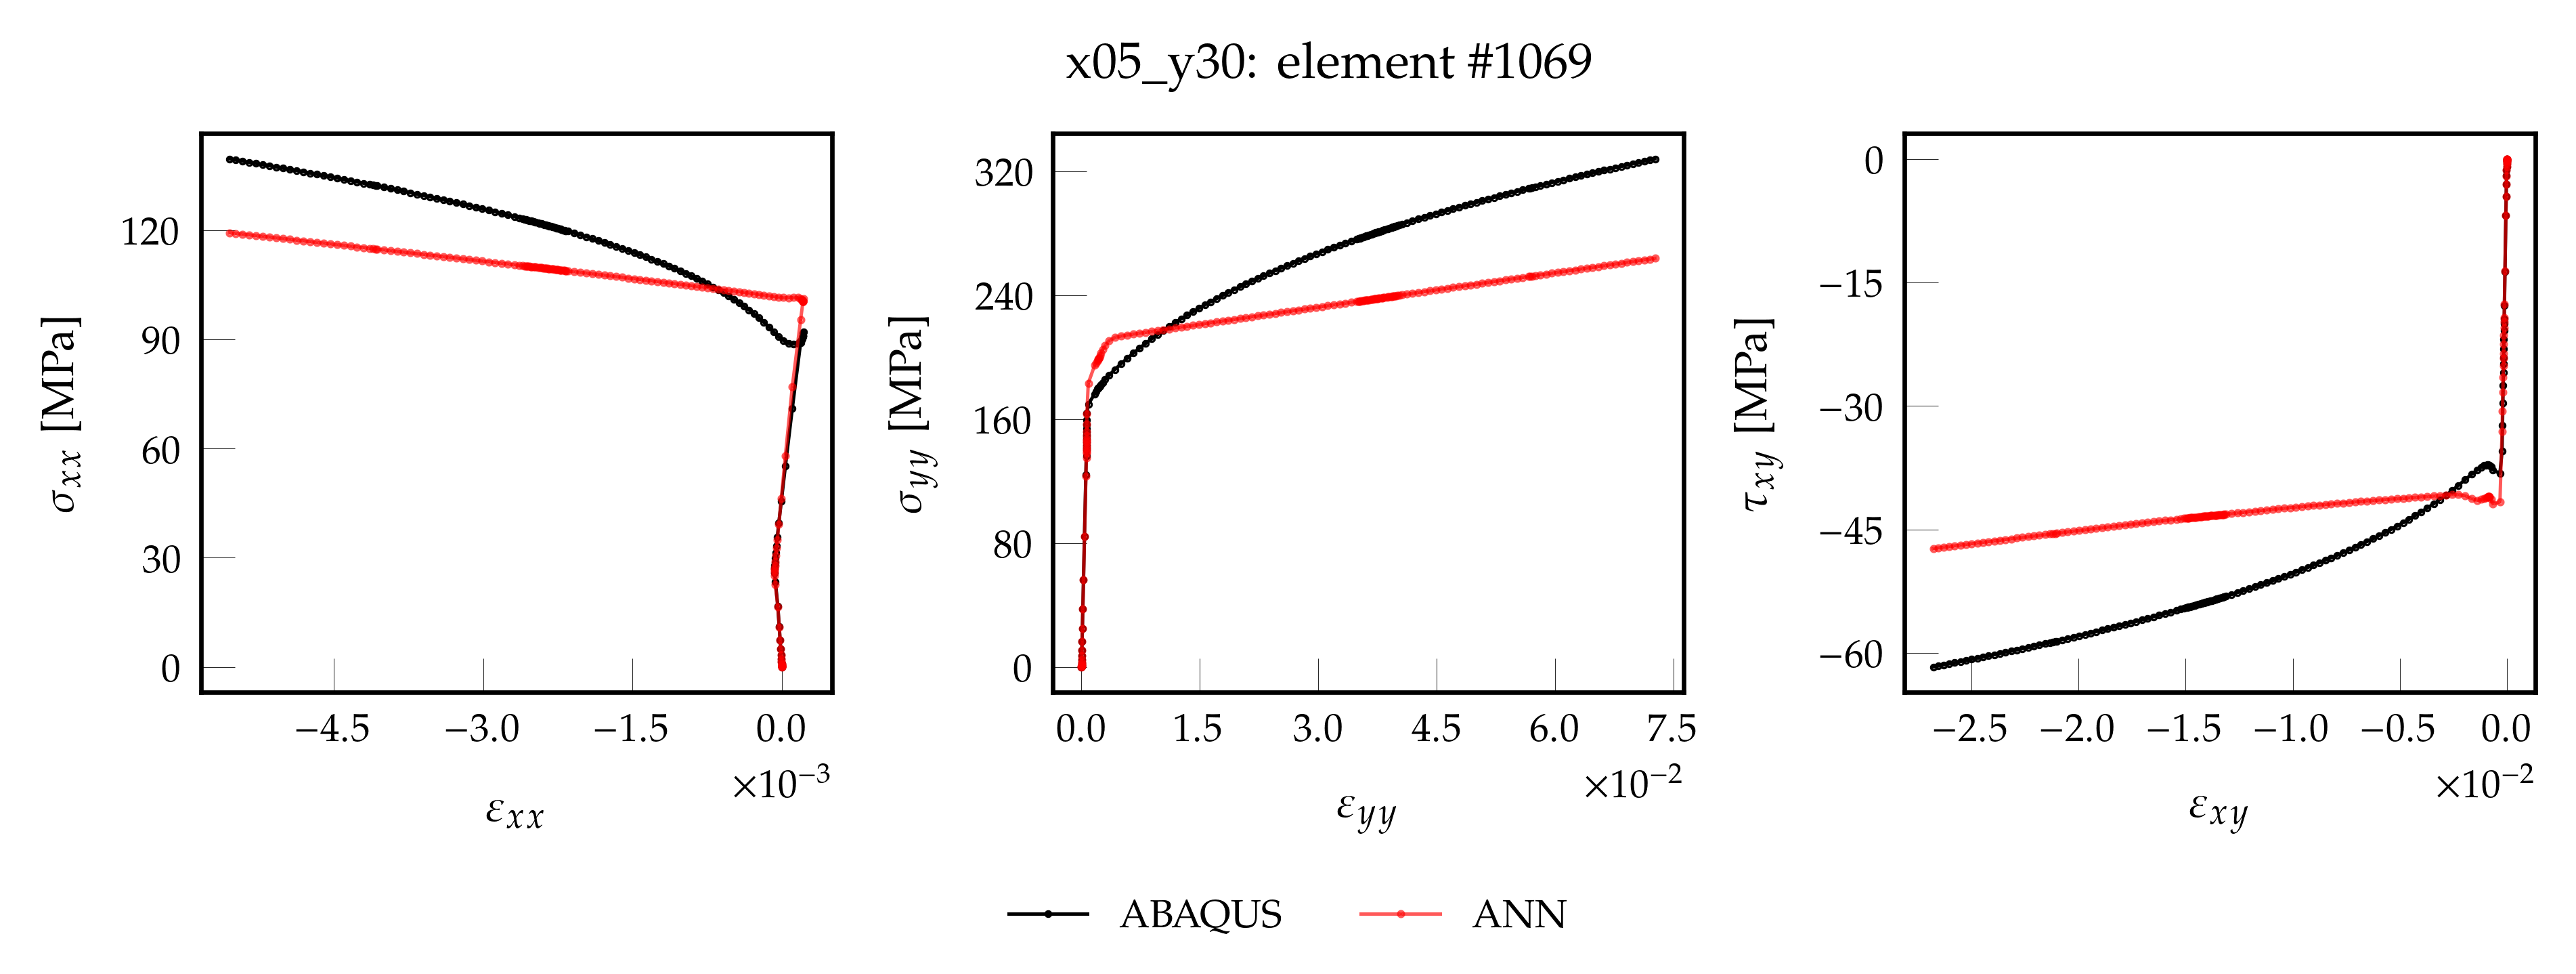 x05_y30: element #1069
σxx [MPa]
120
90
60
30
0
−4.5 −3.0 −1.5 0.0
×10−3
εxx
σyy [MPa]
320
240
160
80
0
0.0 1.5 3.0 4.5 6.0 7.5
×10−2
εyy
τxy [MPa]
0
−15
−30
−45
−60
−2.5 −2.0 −1.5 −1.0 −0.5 0.0
×10−2
εxy
ABAQUS ANN